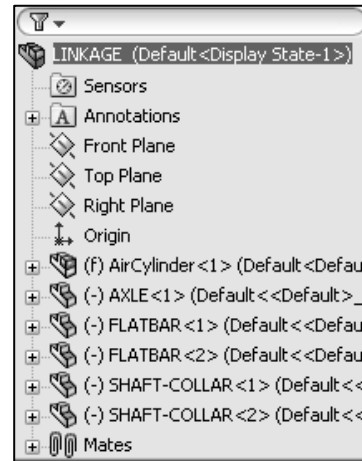 LINKAGE (Default<Display State-1>)
Sensors
A Annotations
Front Plane
Top Plane
Right Plane
Origin
(f) AirCylinder<1> (Default<Defau
(-) AXLE<1> (Default<<Default>_
(-) FLATBAR<1> (Default<<Defau
(-) FLATBAR<2> (Default<<Defau
(-) SHAFT-COLLAR<1> (Default<<
(-) SHAFT-COLLAR<2> (Default<<
Mates